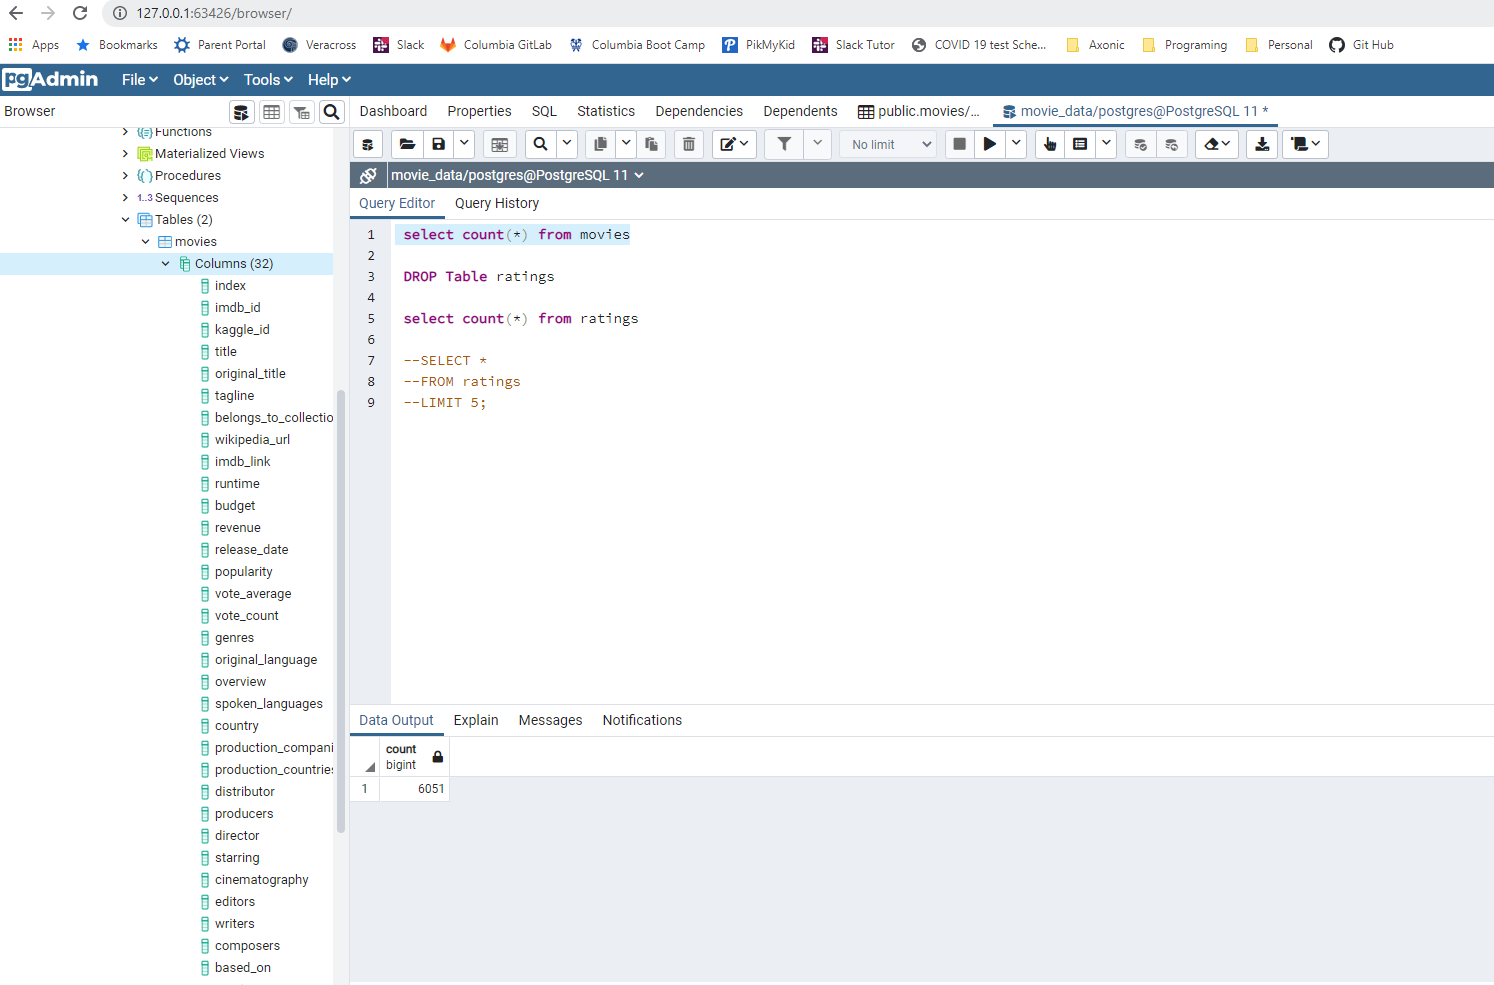 127.0.0.1:63426/browser/
Apps Bookmarks Parent Portal Veracross Slack Columbia GitLab Columbia Boot Camp PikMyKid Slack Tutor COVID 19 test Sche... Axonic Programing Personal Git Hub
pgAdmin File Object Tools Help
Browser Dashboard Properties SQL Statistics Dependencies Dependents public.movies/... movie_data/postgres@PostgreSQL 11 *
No limit
movie_data/postgres@PostgreSQL 11
Query Editor Query History
Functions
Materialized Views
Procedures
1..3 Sequences
Tables (2)
movies
Columns (32)
index
imdb_id
kaggle_id
title
original_title
tagline
belongs_to_collectio
wikipedia_url
imdb_link
runtime
budget
revenue
release_date
popularity
vote_average
vote_count
genres
original_language
overview
spoken_languages
country
production_compani
production_countries
distributor
producers
director
starring
cinematography
editors
writers
composers
based_on
1 select count(*) from movies
2
3 DROP Table ratings
4
5 select count(*) from ratings
6
7 --SELECT *
8 --FROM ratings
9 --LIMIT 5;
Data Output Explain Messages Notifications
count
bigint
1 6051